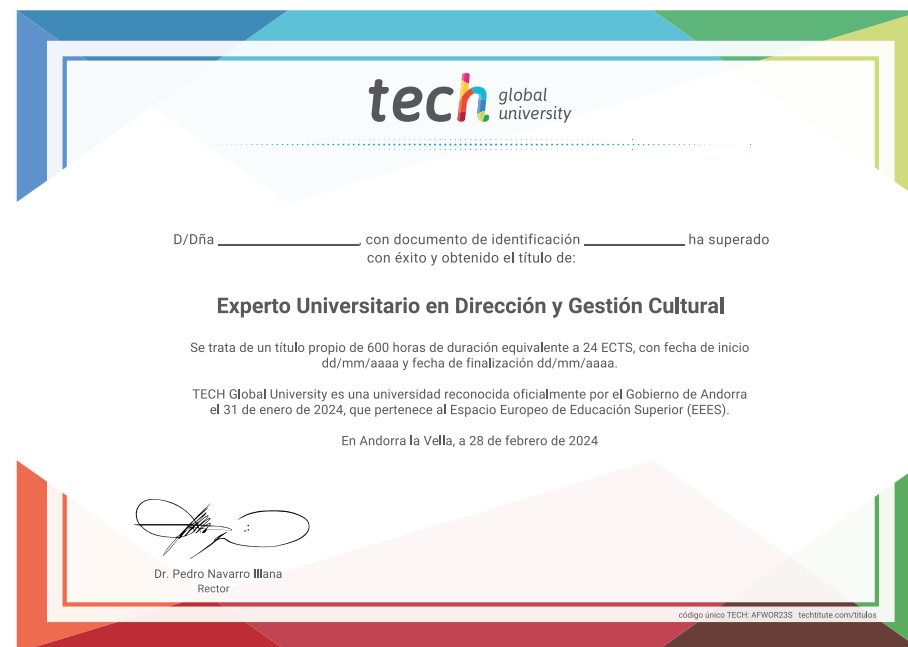 tech global university
D/Dña ____________________, con documento de identificación ______________ ha superado
con éxito y obtenido el título de:
Experto Universitario en Dirección y Gestión Cultural
Se trata de un título propio de 600 horas de duración equivalente a 24 ECTS, con fecha de inicio
dd/mm/aaaa y fecha de finalización dd/mm/aaaa.
TECH Global University es una universidad reconocida oficialmente por el Gobierno de Andorra
el 31 de enero de 2024, que pertenece al Espacio Europeo de Educación Superior (EEES).
En Andorra la Vella, a 28 de febrero de 2024
Dr. Pedro Navarro Illana
Rector
código único TECH: AFWOR23S techtitute.com/titulos